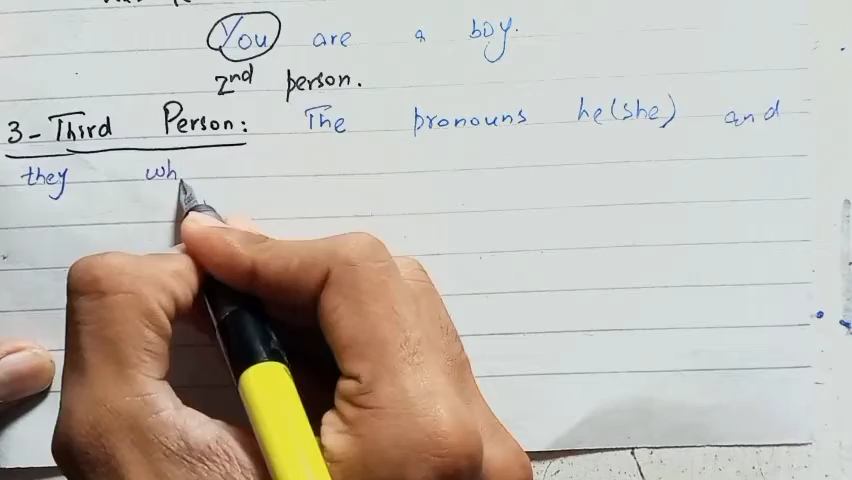 You are a boy.
2nd person.
3- Third Person: The pronouns he(she) and
they wh